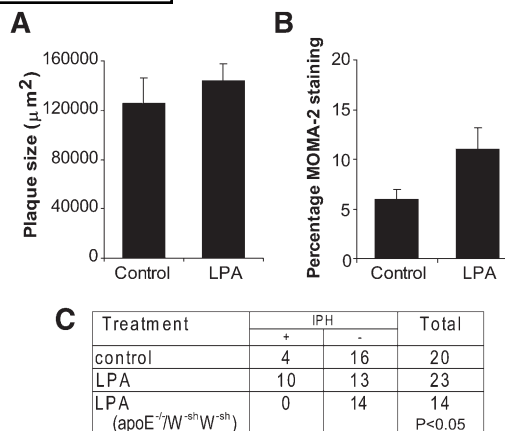 A
B
Plaque size (μm²)
160000
120000
80000
40000
0
Control LPA
Percentage MOMA-2 staining
20
15
10
5
0
Control LPA
C
Treatment IPH Total
+ -
control 4 16 20
LPA 10 13 23
LPA 0 14 14
(apoE⁻/⁻/W⁻ˢʰW⁻ˢʰ) P<0.05